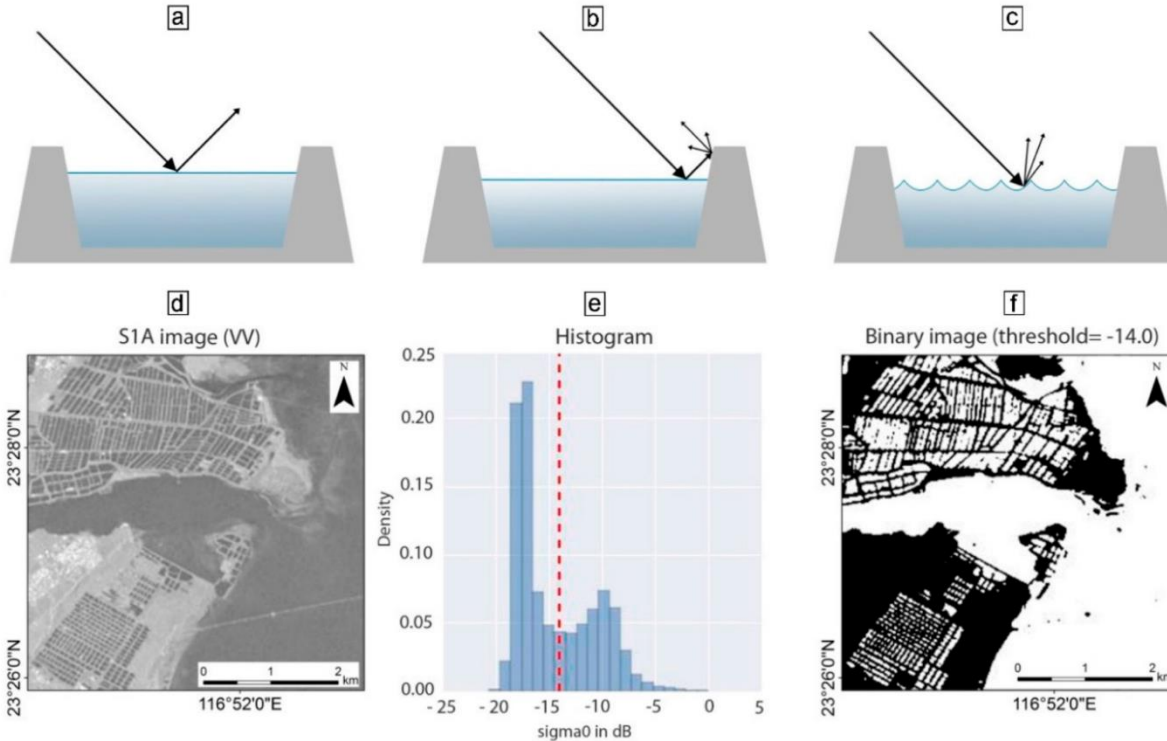 a
b
c
d
e
f
S1A image (VV)
Histogram
Binary image (threshold= -14.0)
N
23°28'0"N
23°26'0"N
0 1 2
km
116°52'0"E
0.25
0.20
0.15
0.10
0.05
0.00
Density
-25 -20 -15 -10 -5 0 5
sigma0 in dB
N
23°28'0"N
23°26'0"N
0 1 2
km
116°52'0"E